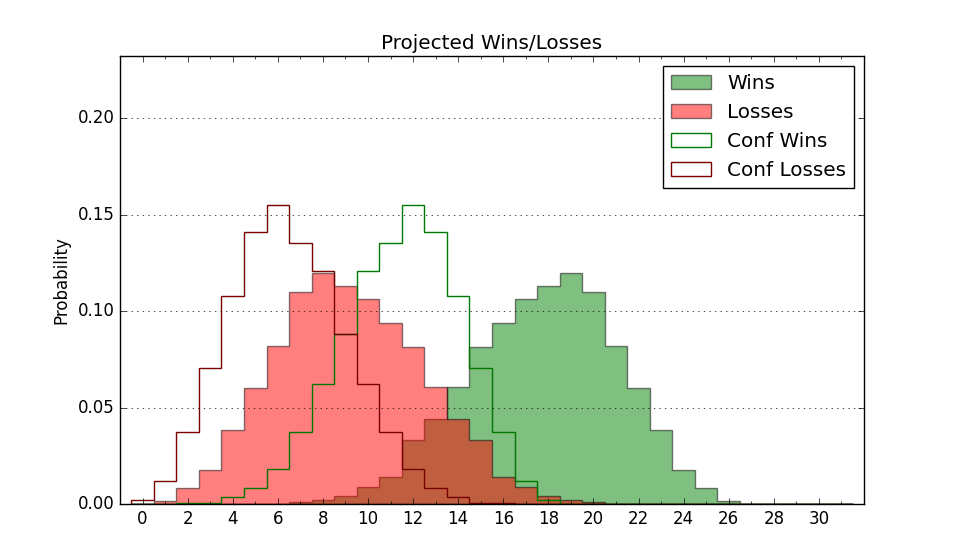 Projected Wins/Losses
Wins
Losses
Conf Wins
Conf Losses
Probability
0.20
0.15
0.10
0.05
0.00
0 2 4 6 8 10 12 14 16 18 20 22 24 26 28 30